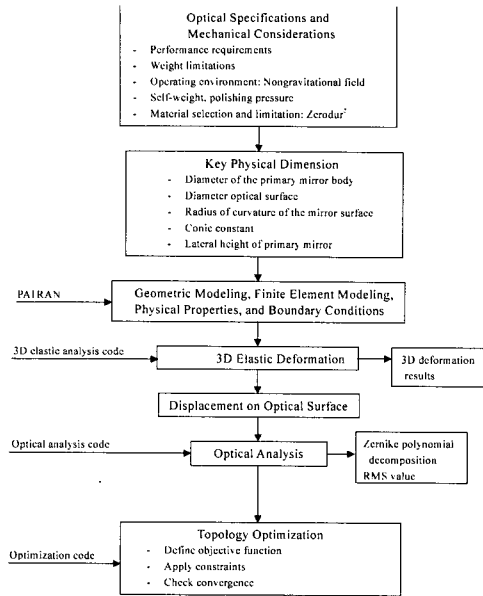 Optical Specifications and
Mechanical Considerations
- Performance requirements
- Weight limitations
- Operating environment: Nongravitational field
- Self-weight, polishing pressure
- Material selection and limitation: Zerodur*
Key Physical Dimension
- Diameter of the primary mirror body
- Diameter optical surface
- Radius of curvature of the mirror surface
- Conic constant
- Lateral height of primary mirror
PATRAN
Geometric Modeling, Finite Element Modeling,
Physical Properties, and Boundary Conditions
3D elastic analysis code
3D Elastic Deformation
3D deformation
results
Displacement on Optical Surface
Optical analysis code
Optical Analysis
Zernike polynomial
decomposition
RMS value
Topology Optimization
- Define objective function
- Apply constraints
- Check convergence
Optimization code